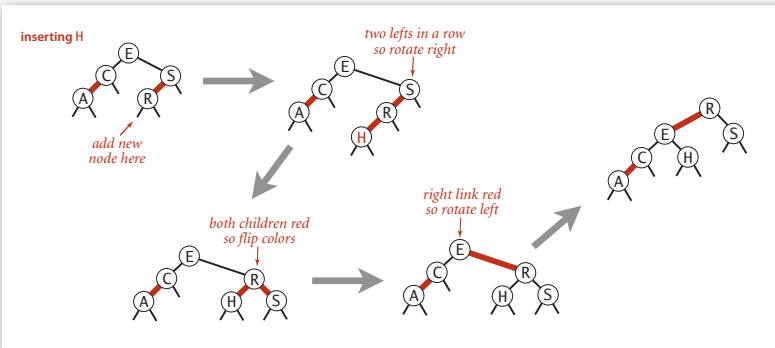 inserting H
E
C
S
A
R
add new
node here
two lefts in a row
so rotate right
E
C
S
A
R
H
both children red
so flip colors
E
C
R
A
H
S
right link red
so rotate left
E
C
R
A
H
S
R
E
S
C
H
A